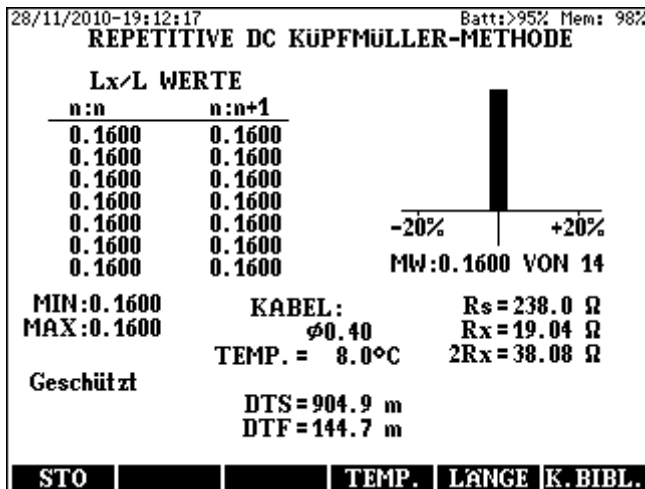 28/11/2010-19:12:17 Batt:>95% Mem: 98%
REPETITIVE DC KüPFMüLLER-METHODE
Lx/L WERTE
n:n n:n+1
0.1600 0.1600
0.1600 0.1600
0.1600 0.1600
0.1600 0.1600
0.1600 0.1600
0.1600 0.1600
0.1600 0.1600
-20% +20%
MW:0.1600 VON 14
MIN:0.1600
MAX:0.1600
KABEL:
ø0.40
TEMP.= 8.0ºC
Rs=238.0 Ω
Rx=19.04 Ω
2Rx=38.08 Ω
Geschützt
DTS=904.9 m
DTF=144.7 m
STO TEMP. LÄNGE K.BIBL.